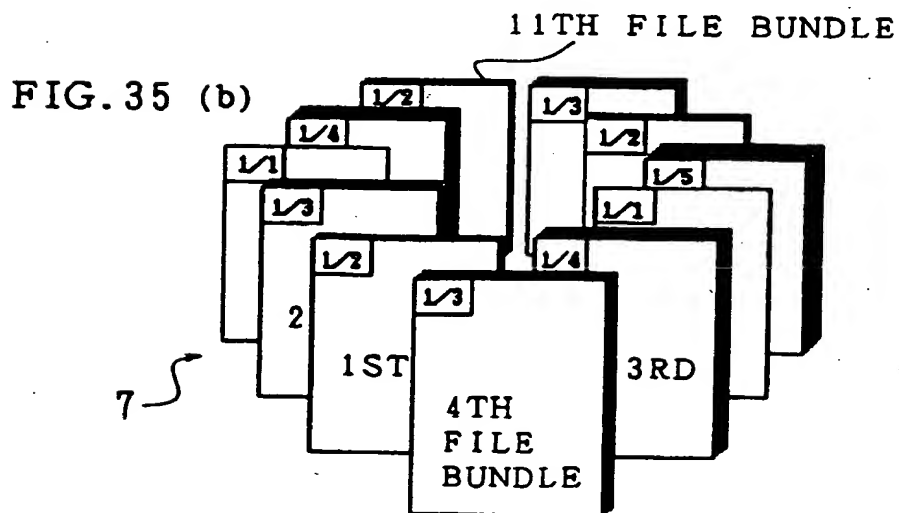 11TH FILE BUNDLE
FIG.35 (b)
1/2
1/3
1/4
1/2
1/1
1/5
1/3
1/1
1/2
1/4
1/3
2
1ST
3RD
7
4TH
FILE
BUNDLE